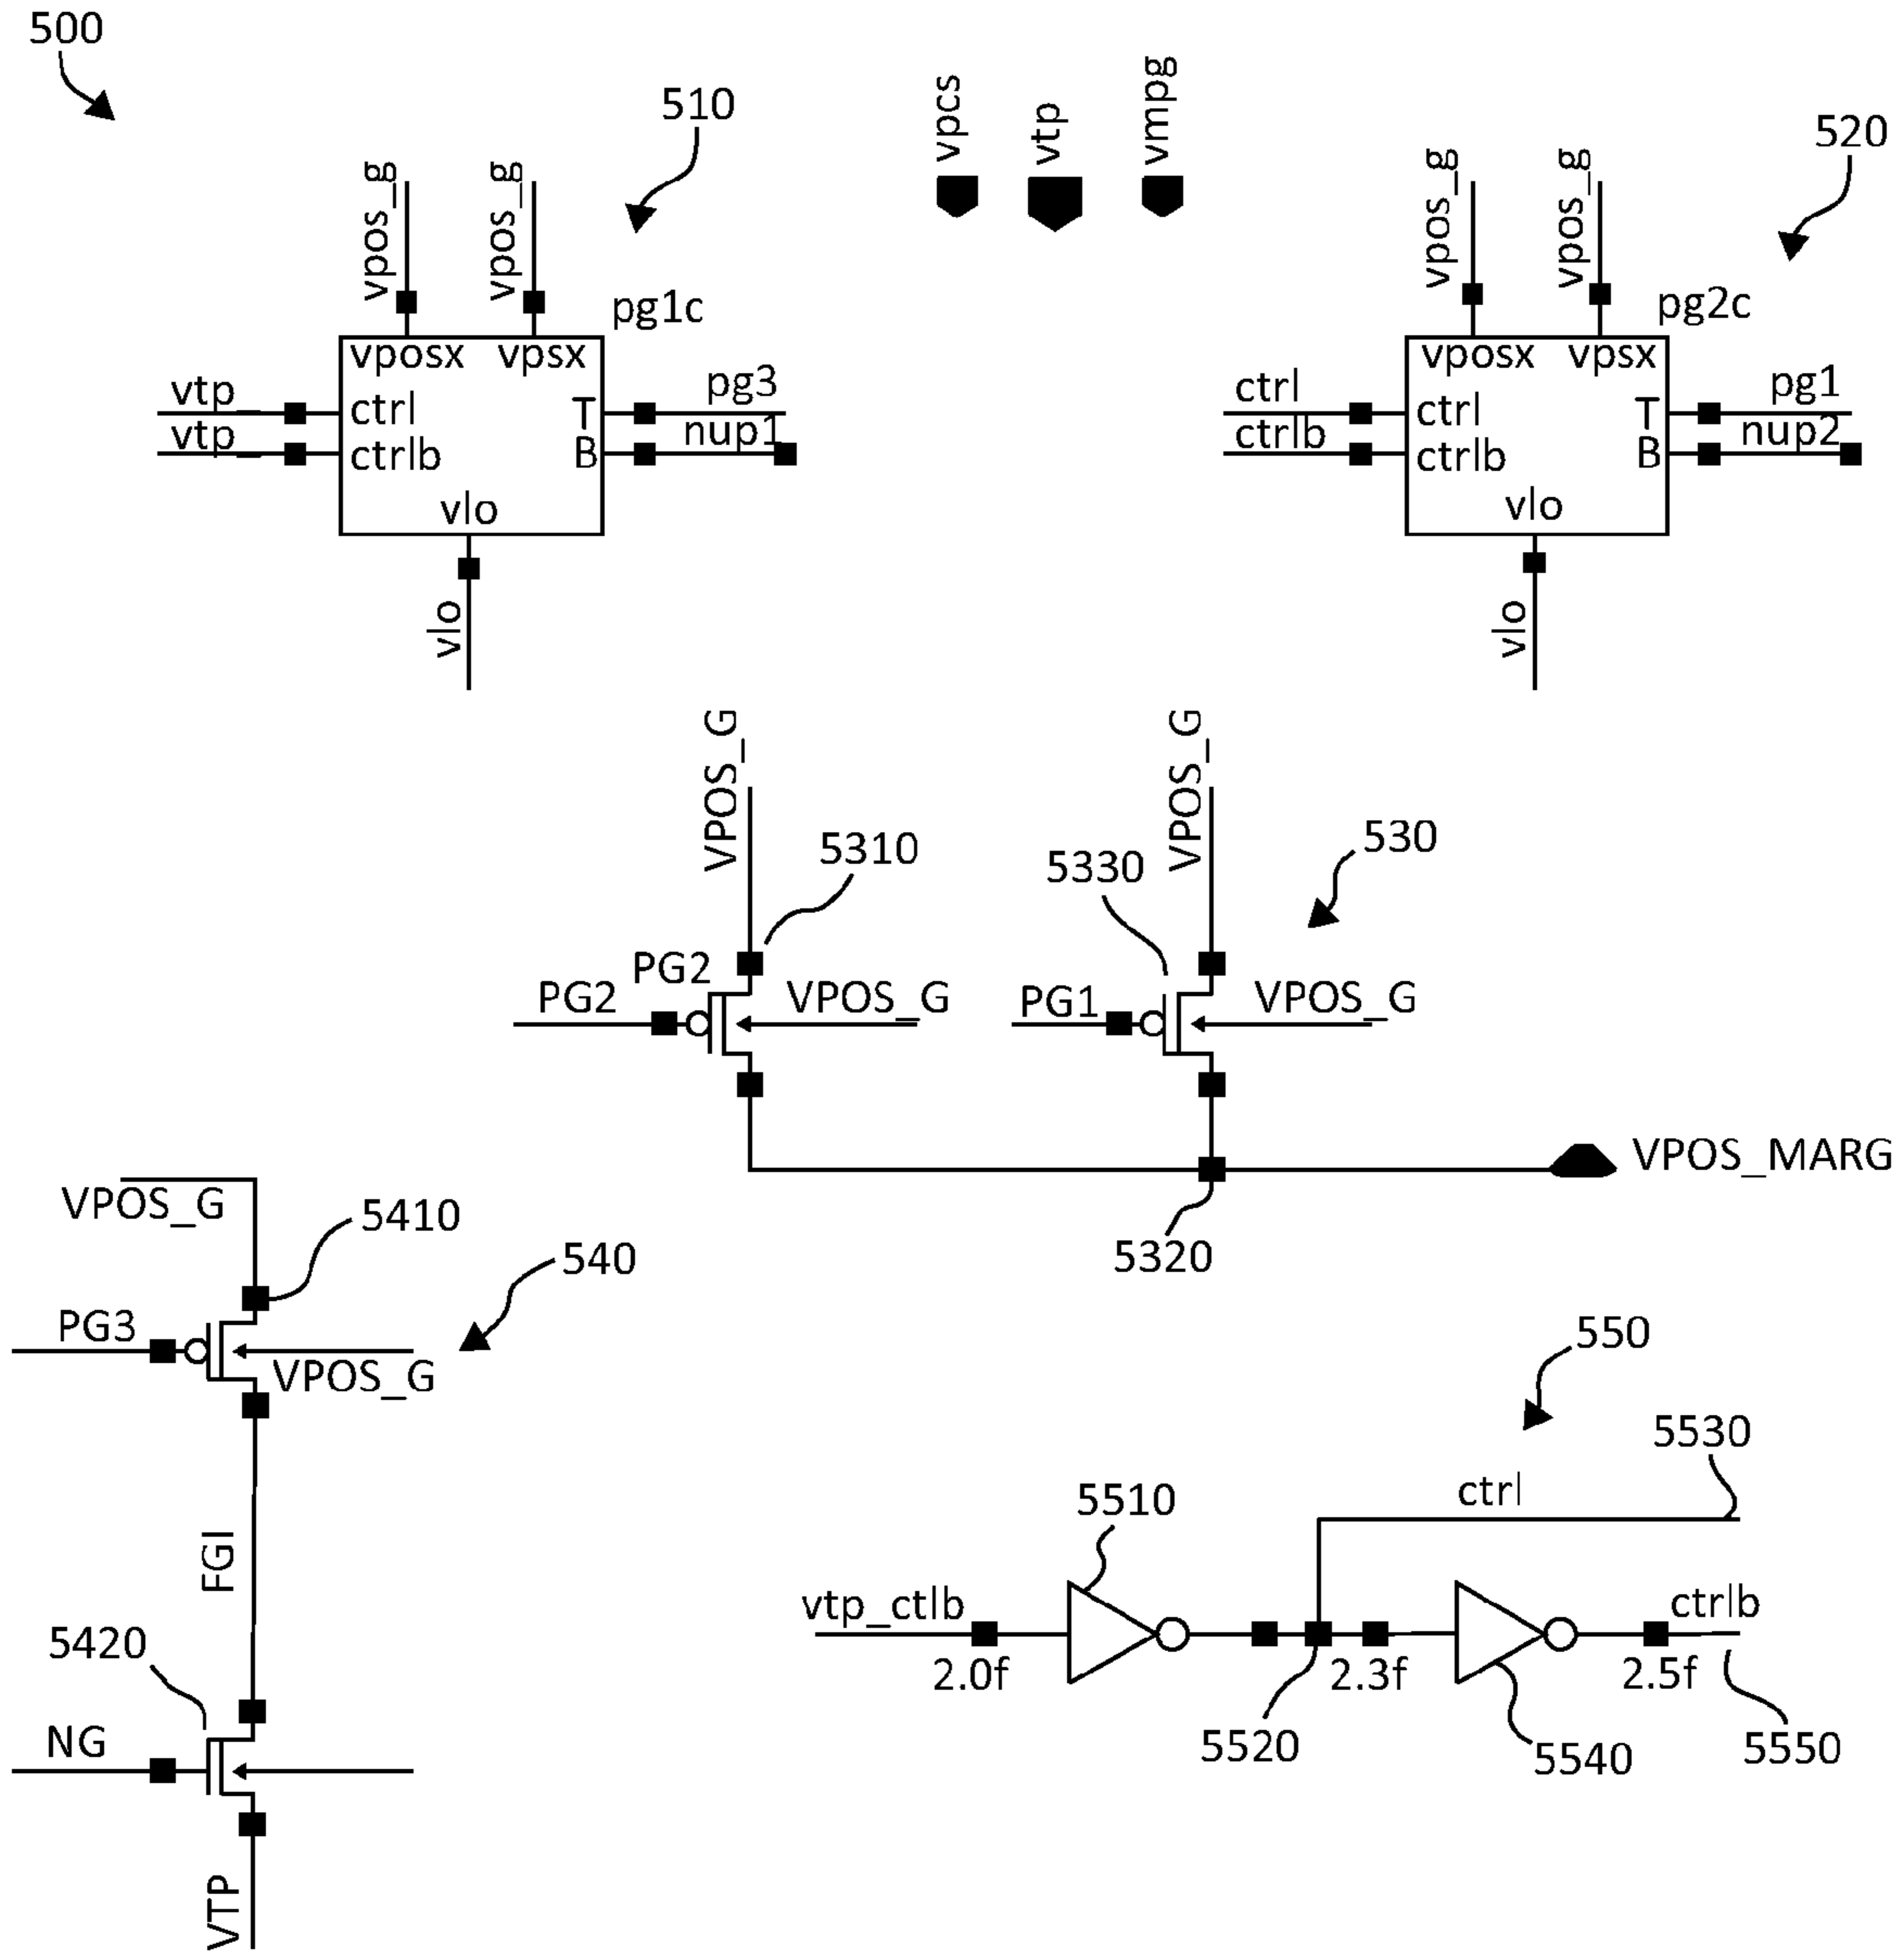 500
510
520
vpcs
vtp
vmpg
vpos_g
vpos_g
vpos_g
vpos_g
pg1c
pg2c
vposx vpsx
vposx vpsx
vtp_ ctrl T pg3
vtp_ ctrlb B nup1
ctrl ctrl T pg1
ctrlb ctrlb B nup2
vlo
vlo
vlo
vlo
VPOS_G
VPOS_G
5310
5330
530
PG2
PG2
VPOS_G
PG1
VPOS_G
VPOS_MARG
5320
VPOS_G
5410
540
PG3
VPOS_G
FGI
5420
NG
VTP
550
5530
ctrl
5510
vtp_ctlb
ctrlb
2.0f
2.3f
2.5f
5520
5540
5550